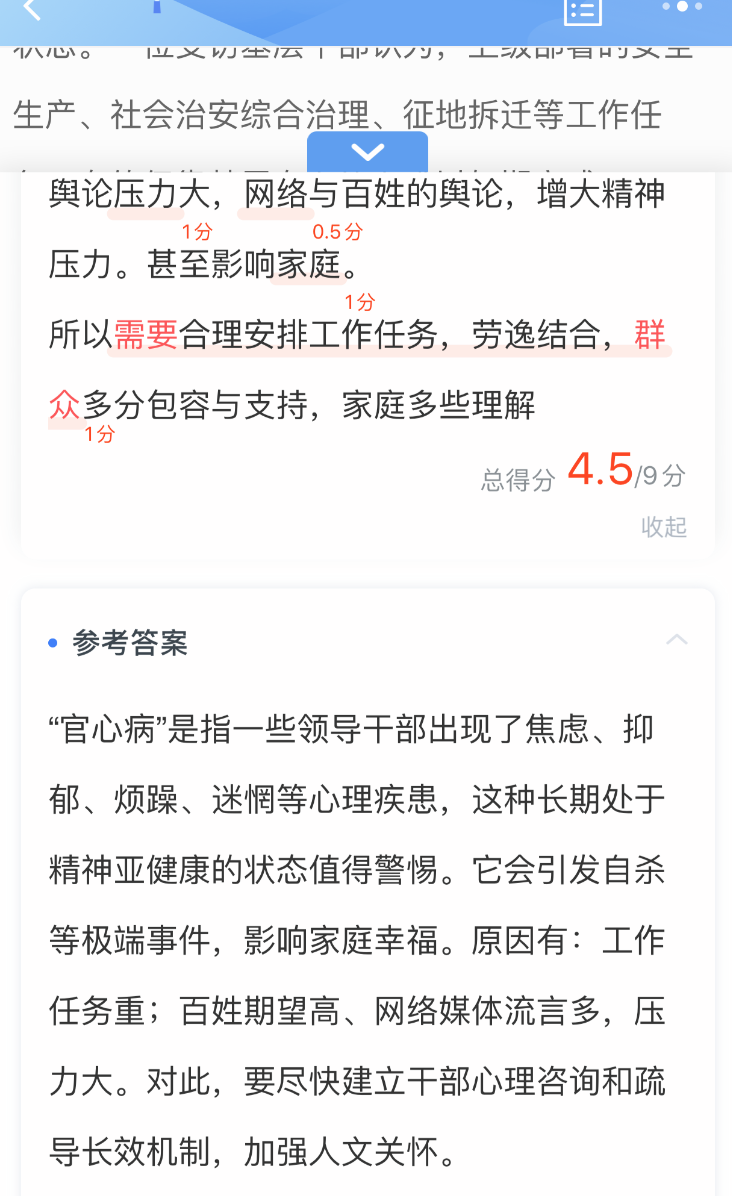 生产、社会治安综合治理、征地拆迁等工作任
舆论压力大，网络与百姓的舆论，增大精神
1分
0.5分
压力。甚至影响家庭。
1分
所以需要合理安排工作任务，劳逸结合，群
众多分包容与支持，家庭多些理解
1分
总得分 4.5/9分
收起
参考答案
“官心病”是指一些领导干部出现了焦虑、抑
郁、烦躁、迷惘等心理疾患，这种长期处于
精神亚健康的状态值得警惕。它会引发自杀
等极端事件，影响家庭幸福。原因有：工作
任务重；百姓期望高、网络媒体流言多，压
力大。对此，要尽快建立干部心理咨询和疏
导长效机制，加强人文关怀。